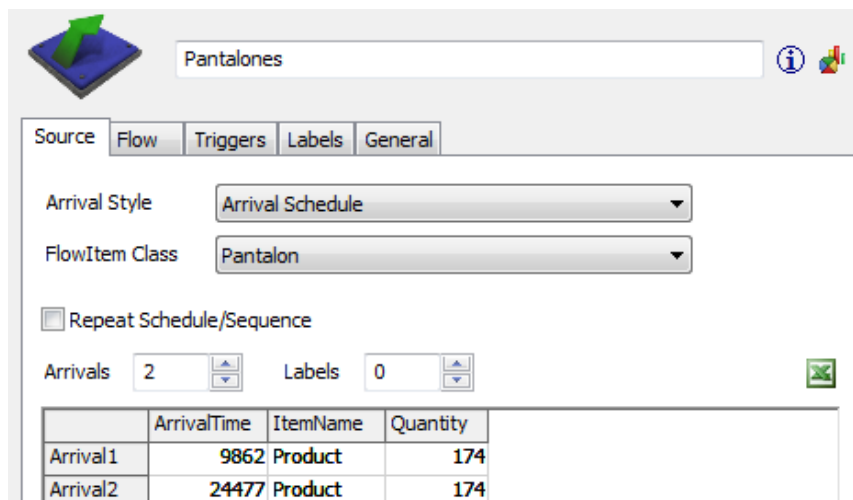 Pantalones
Source Flow Triggers Labels General
Arrival Style Arrival Schedule
FlowItem Class Pantalon
Repeat Schedule/Sequence
Arrivals 2 Labels 0
ArrivalTime ItemName Quantity
Arrival1 9862 Product 174
Arrival2 24477 Product 174